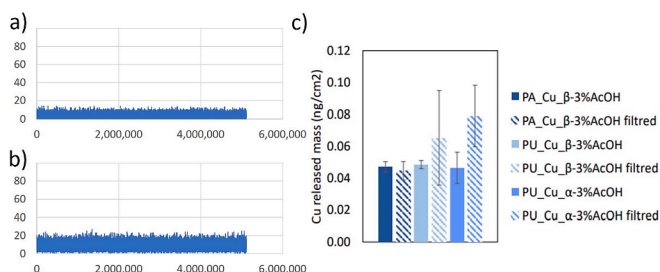 a)
100
80
60
40
20
0
0
2,000,000
4,000,000
6,000,000
b)
100
80
60
40
20
0
0
2,000,000
4,000,000
6,000,000
c)
Cu released mass (ng/cm2)
0.12
0.10
0.08
0.06
0.04
0.02
0.00
PA_Cu_β-3%AcOH
PA_Cu_β-3%AcOH filtred
PU_Cu_β-3%AcOH
PU_Cu_β-3%AcOH filtred
PU_Cu_α-3%AcOH
PU_Cu_α-3%AcOH filtred